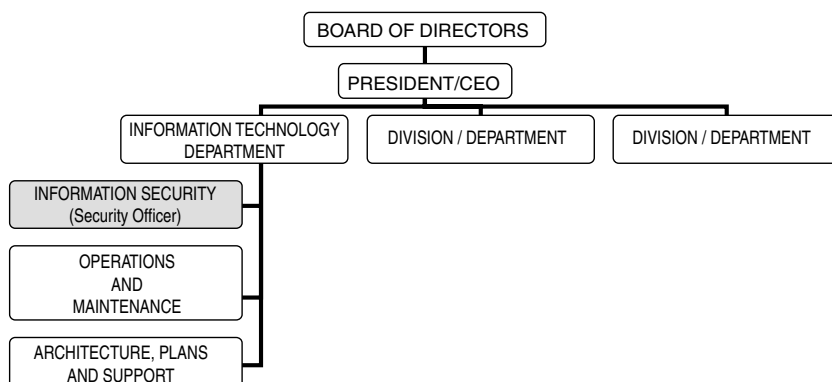 BOARD OF DIRECTORS
PRESIDENT/CEO
INFORMATION TECHNOLOGY
DEPARTMENT
DIVISION / DEPARTMENT
DIVISION / DEPARTMENT
INFORMATION SECURITY
(Security Officer)
OPERATIONS
AND
MAINTENANCE
ARCHITECTURE, PLANS
AND SUPPORT